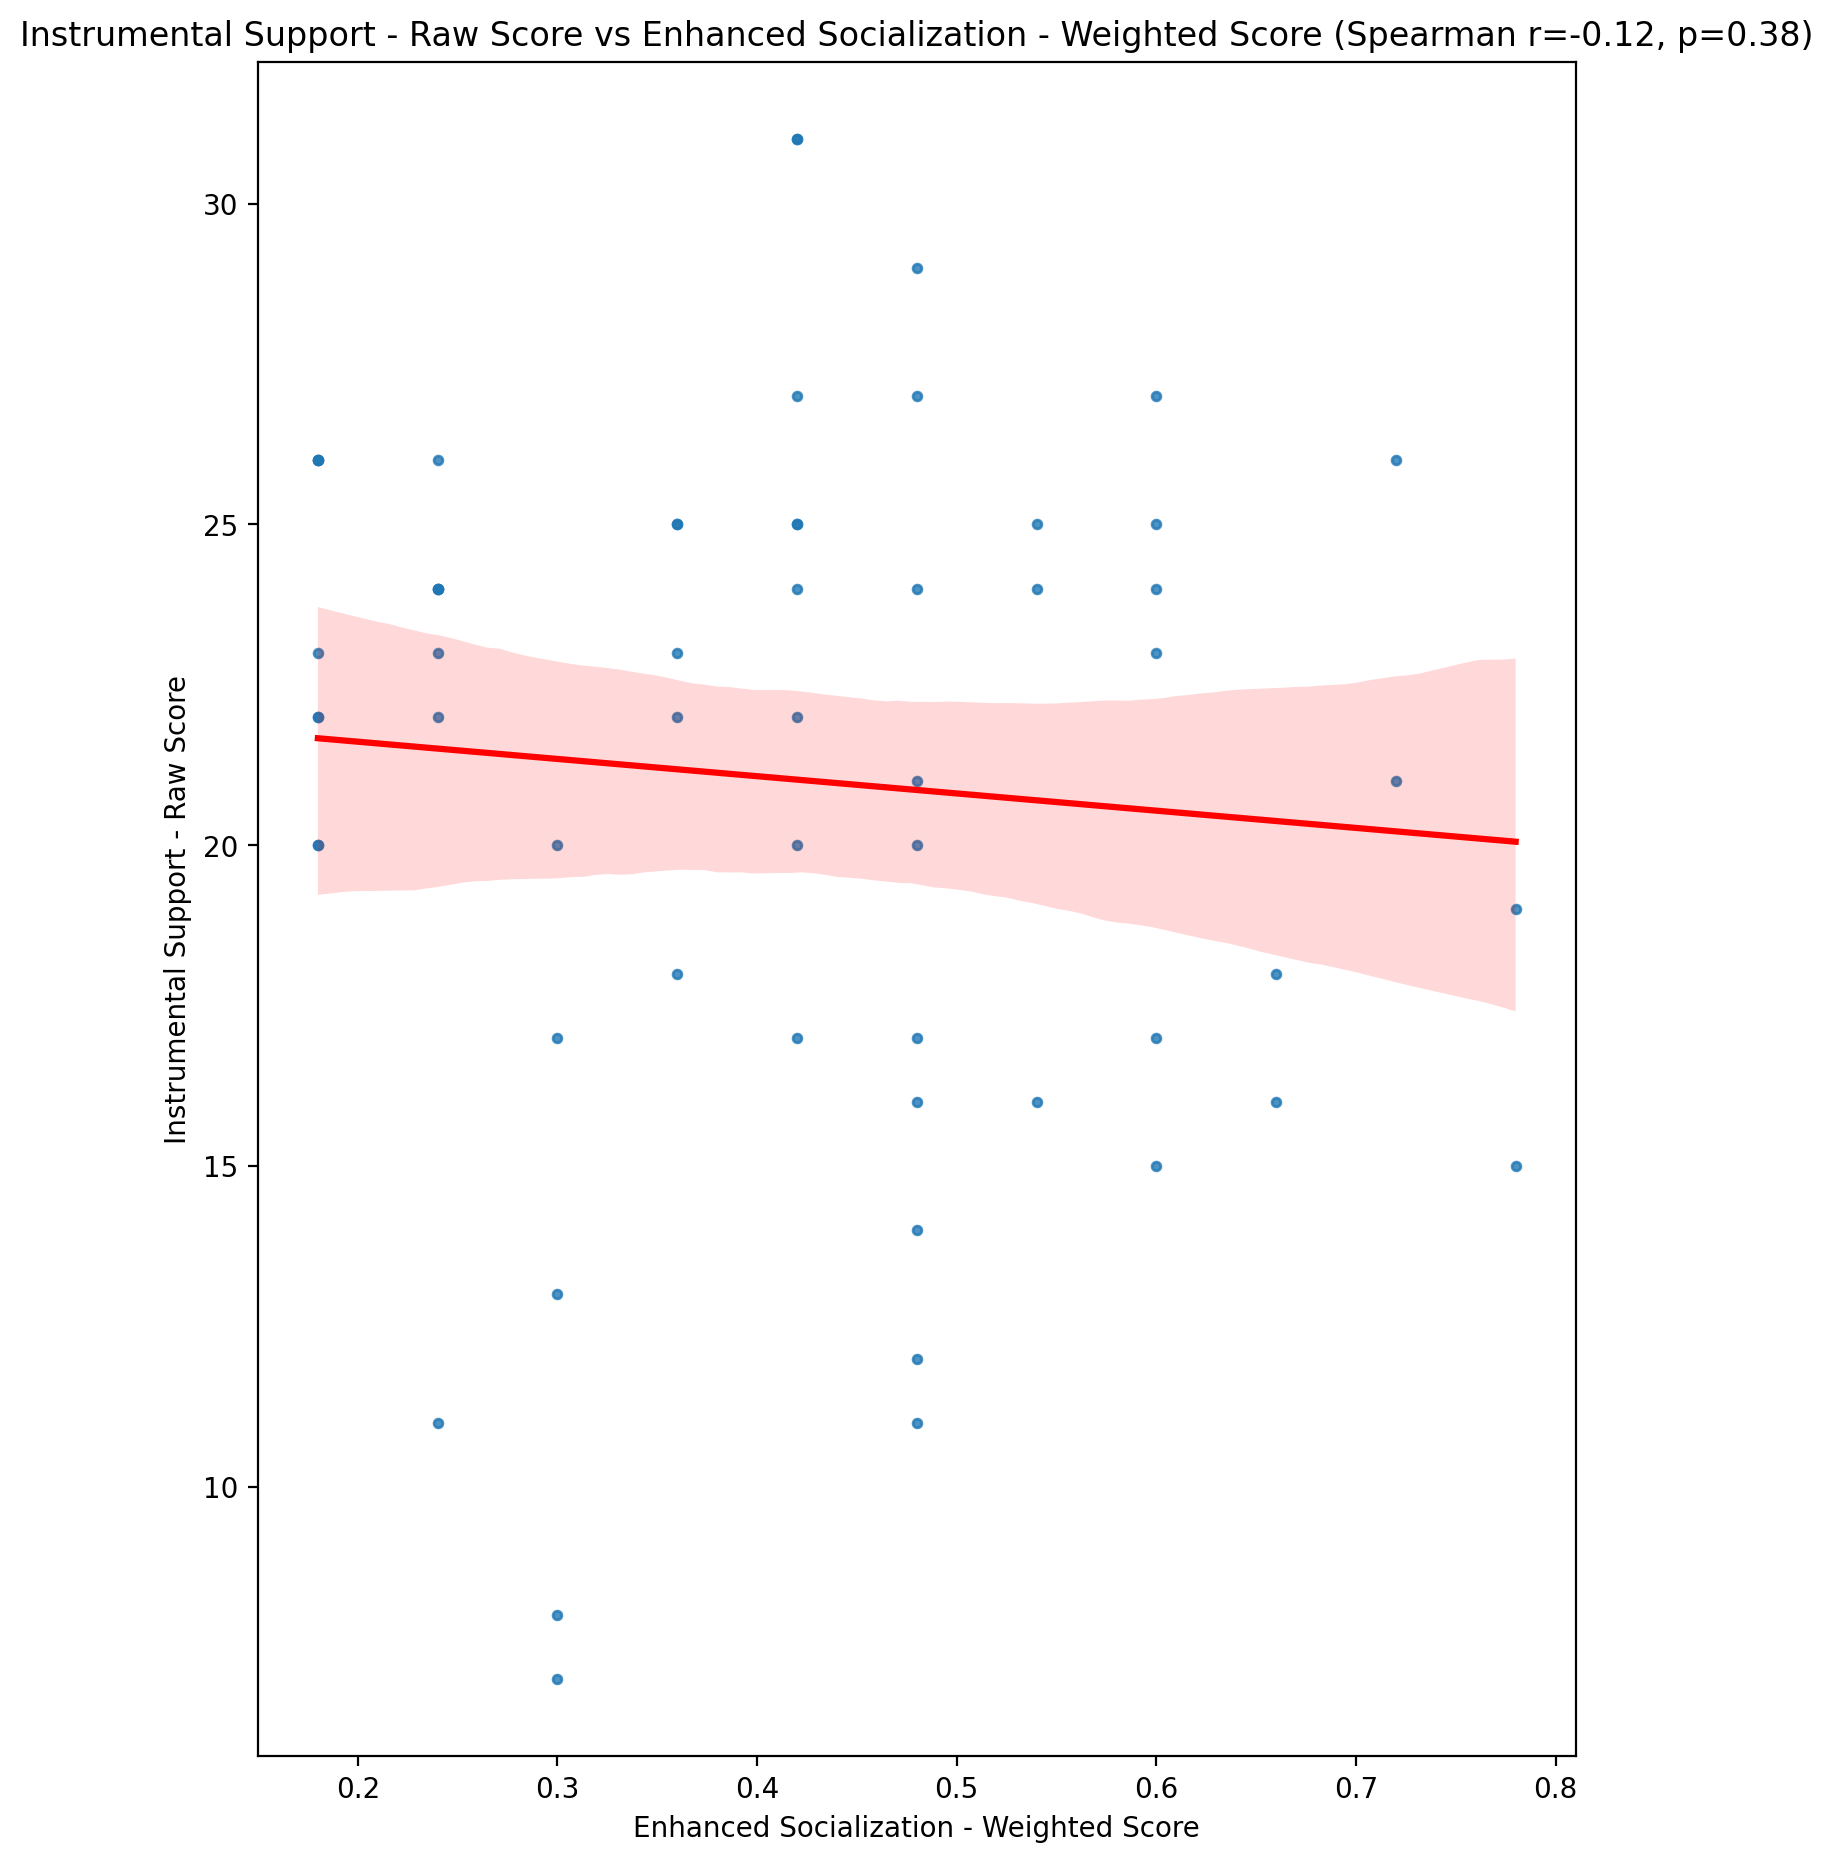 Instrumental Support - Raw Score vs Enhanced Socialization - Weighted Score (Spearman r=-0.12, p=0.38)
30
25
20
15
10
Instrumental Support - Raw Score
0.2 0.3 0.4 0.5 0.6 0.7 0.8
Enhanced Socialization - Weighted Score